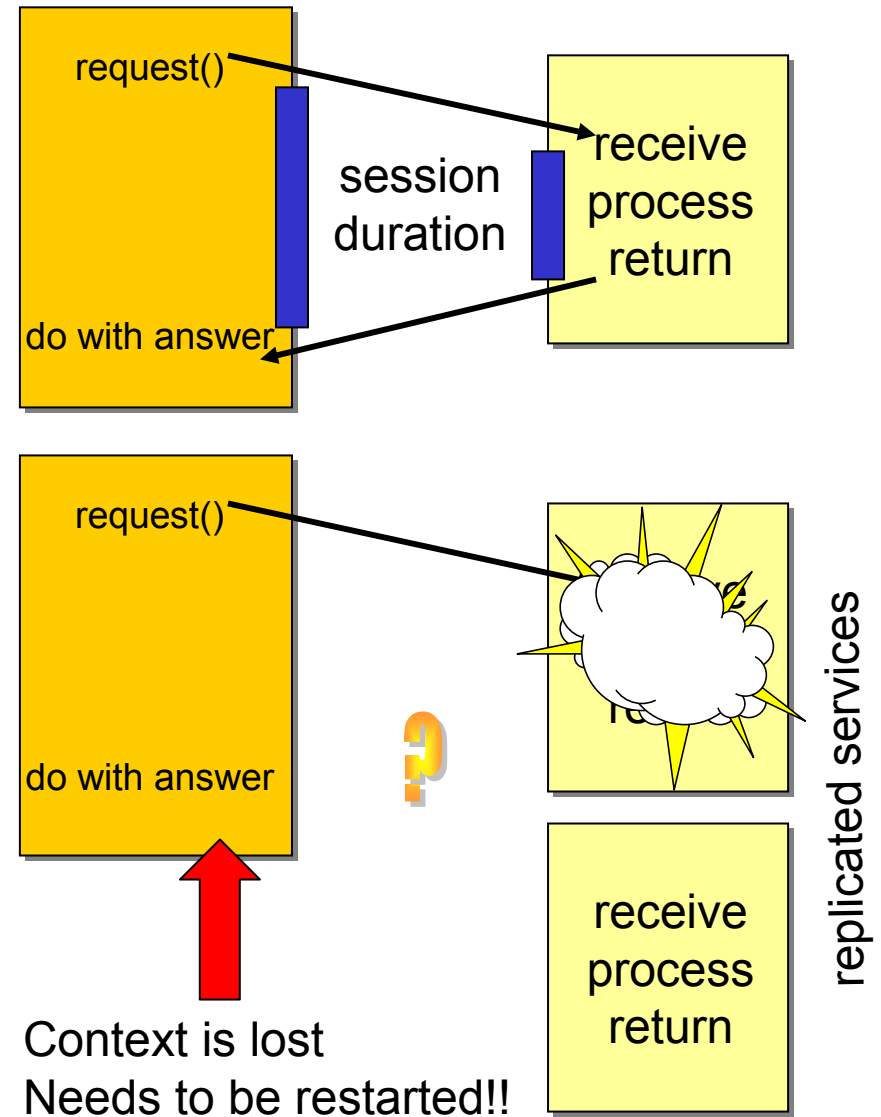 request()
session
duration
receive
process
return
do with answer
request()
do with answer
?
replicated services
receive
process
return
Context is lost
Needs to be restarted!!